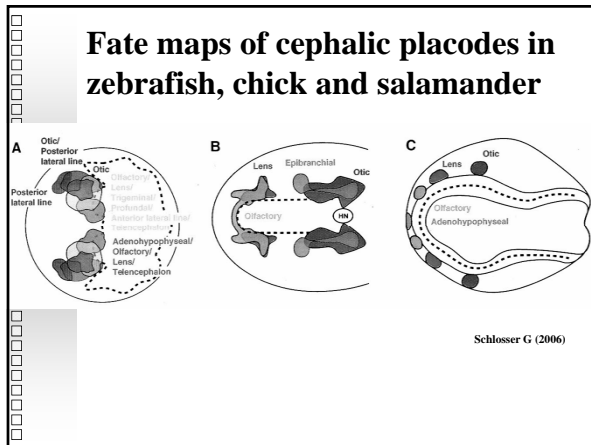 Fate maps of cephalic placodes in
zebrafish, chick and salamander
A
Otic/
Posterior
lateral line
Otic
Posterior
lateral line
Olfactory/
Lens/
Trigeminal/
Profundal/
Anterior lateral line/
Telencephalon
Adenohypophyseal/
Olfactory/
Lens/
Telencephalon
B
Lens
Epibranchial
Otic
Olfactory
HN
C
Lens
Otic
Olfactory
Adenohypophyseal
Schlosser G (2006)